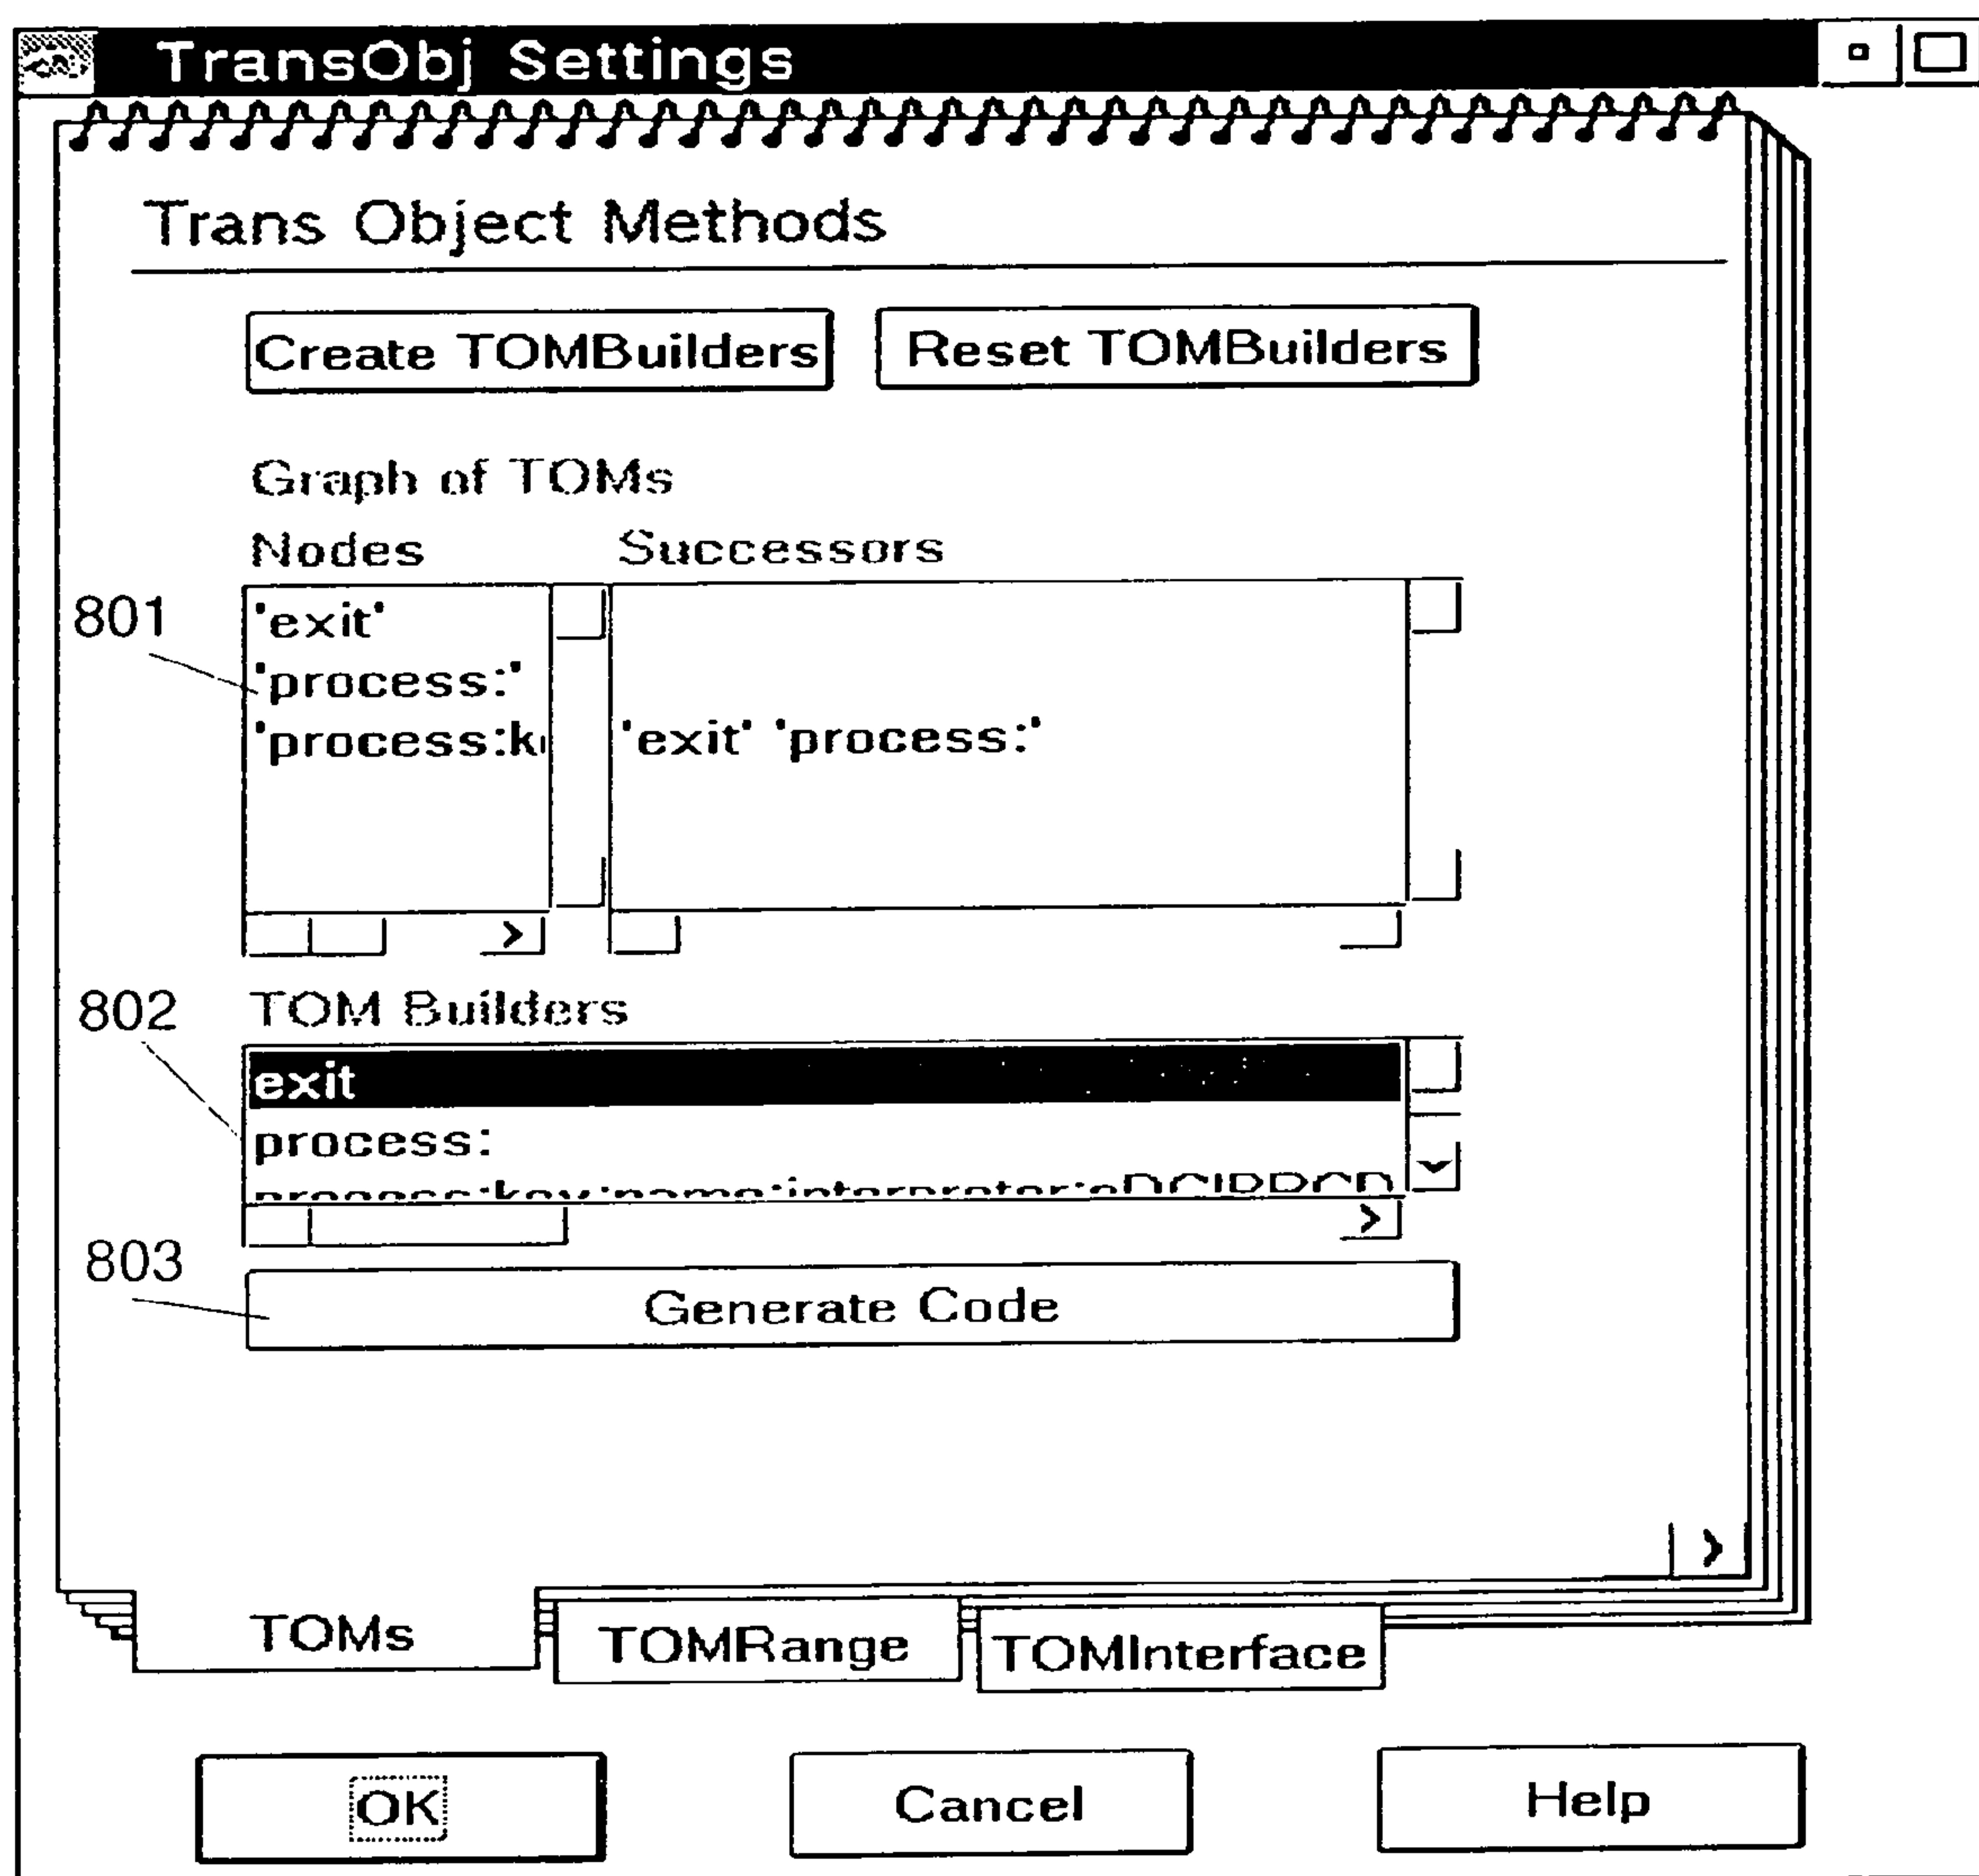 TransObj Settings
Trans Object Methods
Create TOMBuilders Reset TOMBuilders
Graph of TOMs
Nodes Successors
801 'exit'
'process:'
'process:k 'exit' 'process:'
802 TOM Builders
exit
process:
803
Generate Code
TOMs TOMRange TOMInterface
OK Cancel Help